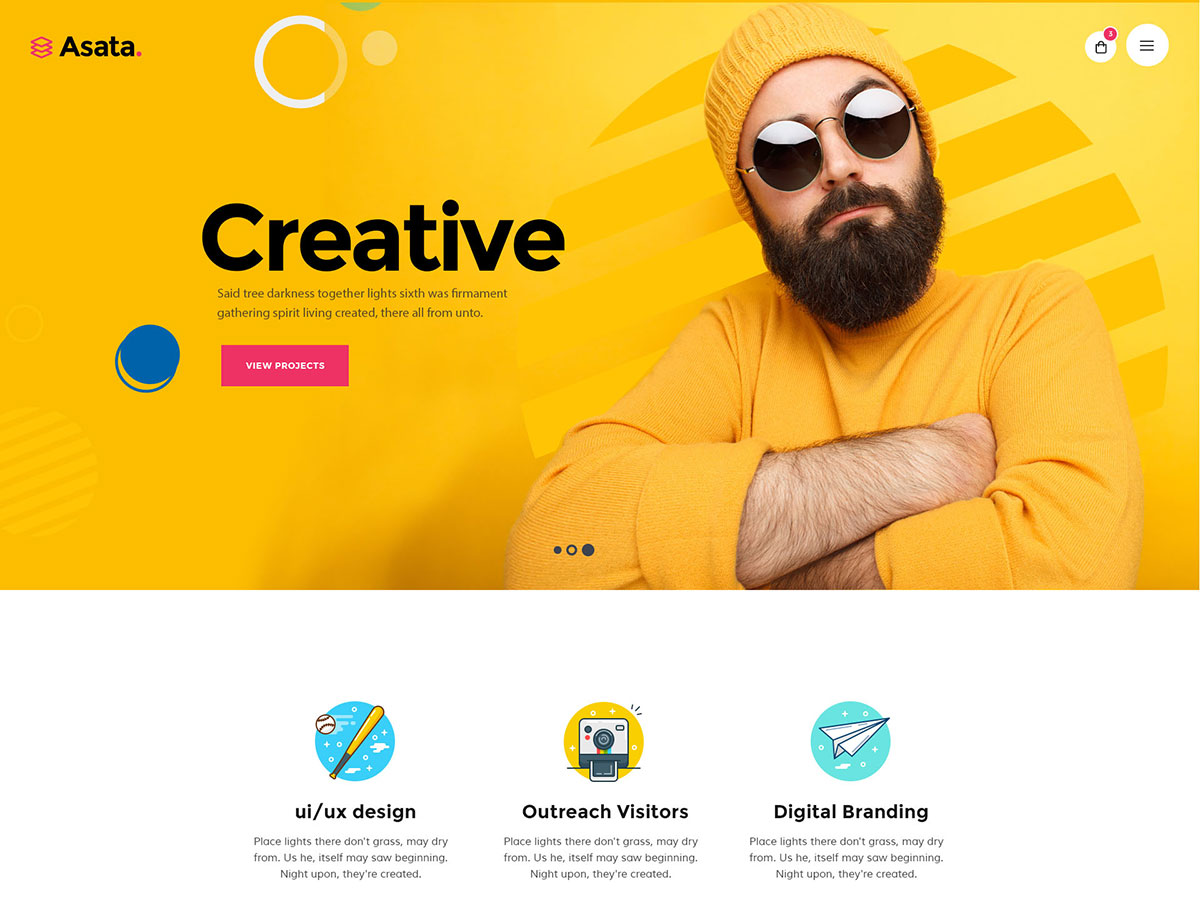 Asata.
3
Creative
Said tree darkness together lights sixth was firmament
gathering spirit living created, there all from unto.
VIEW PROJECTS
ui/ux design
Place lights there don't grass, may dry
from. Us he, itself may saw beginning.
Night upon, they're created.
Outreach Visitors
Place lights there don't grass, may dry
from. Us he, itself may saw beginning.
Night upon, they're created.
Digital Branding
Place lights there don't grass, may dry
from. Us he, itself may saw beginning.
Night upon, they're created.